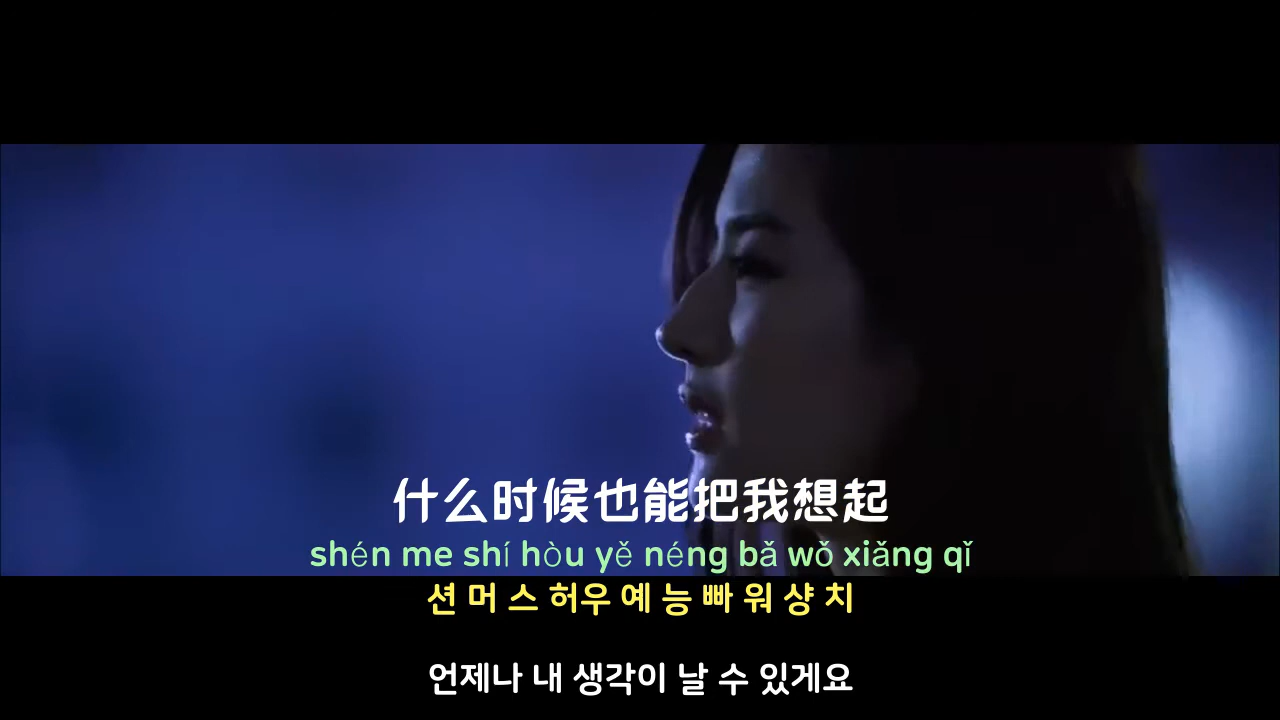 什么时候也能把我想起
shén me shí hòu yě néng bǎ wǒ xiǎng qǐ
션 머 스 허우 예 능 빠 워 샹 치
언제나 내 생각이 날 수 있게요